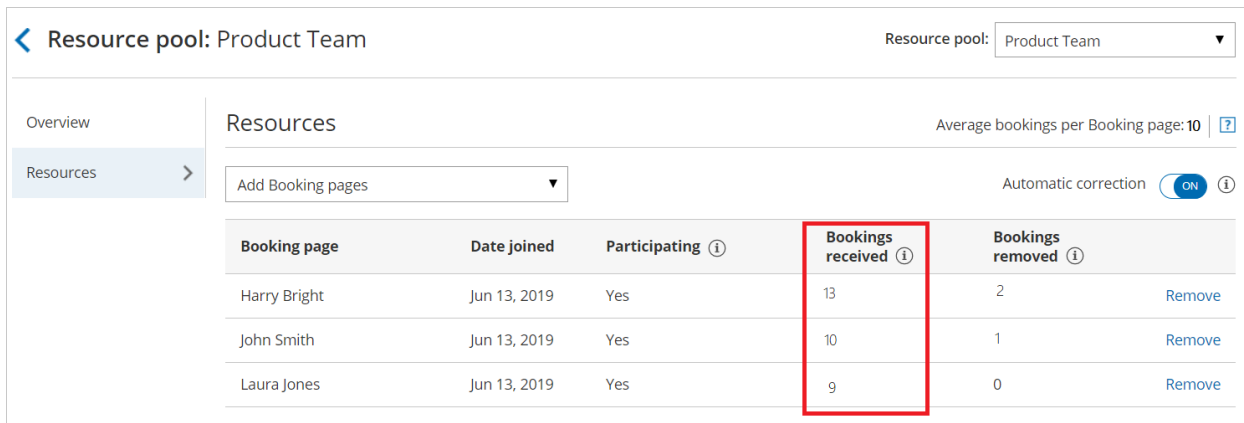 Resource pool: Product Team
Resource pool: Product Team
Overview
Resources
Resources
Average bookings per Booking page: 10 ?
Add Booking pages
Automatic correction ON i
Booking page Date joined Participating i Bookings received i Bookings removed i
Harry Bright Jun 13, 2019 Yes 13 2 Remove
John Smith Jun 13, 2019 Yes 10 1 Remove
Laura Jones Jun 13, 2019 Yes 9 0 Remove